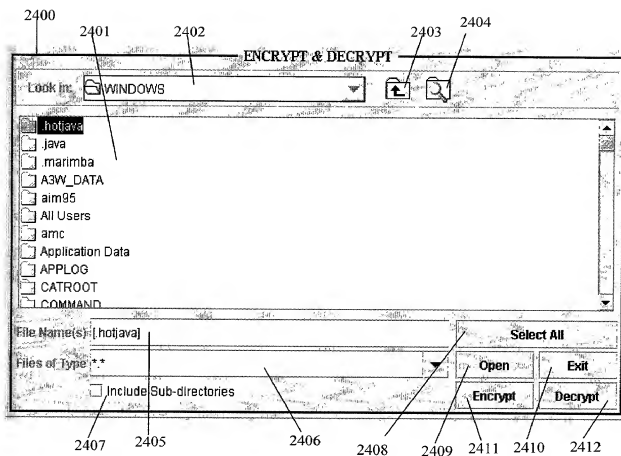 2400
2401
2402
2403
2404
ENCRYPT & DECRYPT
Look in: WINDOWS
.hotjava
.java
.marimba
A3W_DATA
aim95
All Users
amc
Application Data
APPLOG
CATROOT
COMMAND
File Name(s) [.hotjava]
Select All
Files of Type *.*
Open
Exit
Include Sub-directories
Encrypt
Decrypt
2407
2405
2406
2408
2409
2411
2410
2412